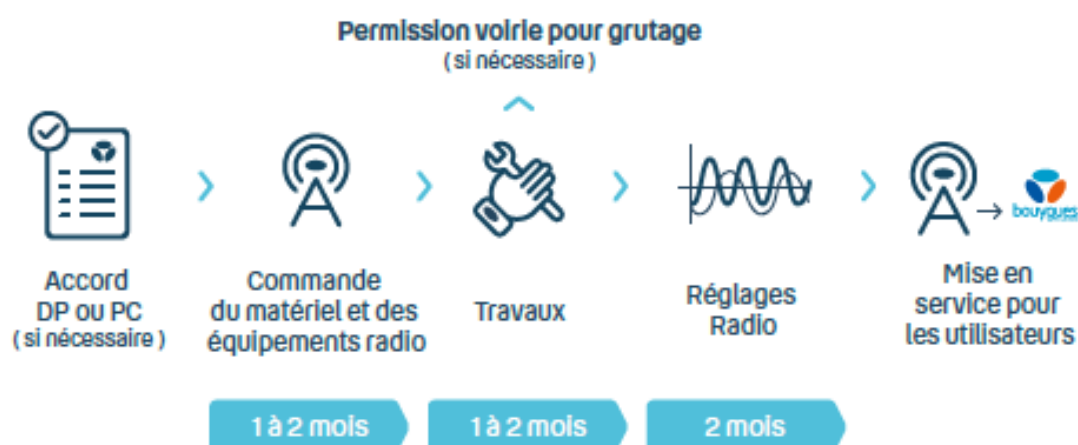 Permission voirie pour grutage
( si nécessaire )
Accord
DP ou PC
( si nécessaire )
Commande
du matériel et des
équipements radio
Travaux
Réglages
Radio
bouygues
Mise en
service pour
les utilisateurs
1 à 2 mois
1 à 2 mois
2 mois